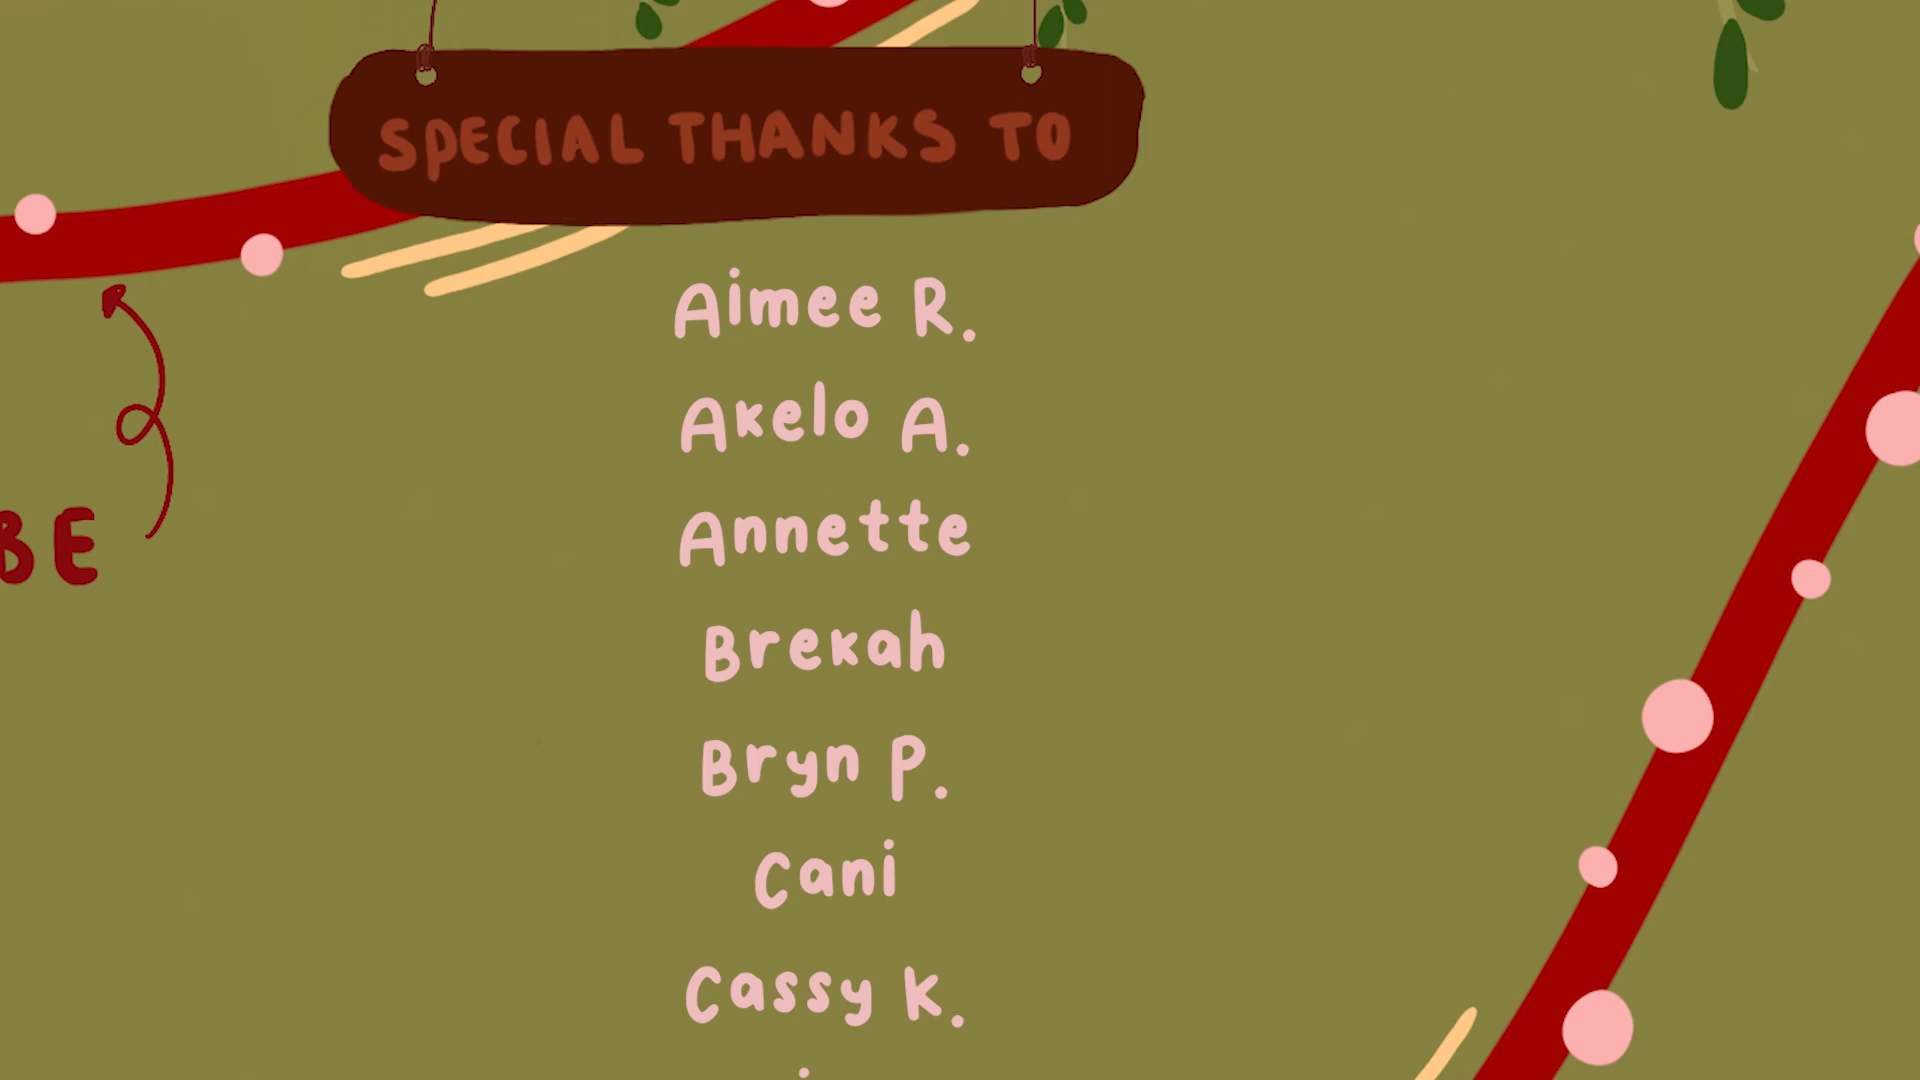 SPECIAL THANKS TO
Aimee R.
Akelo A.
Annette
BE
Brekah
Bryn P.
Cani
Cassy K.